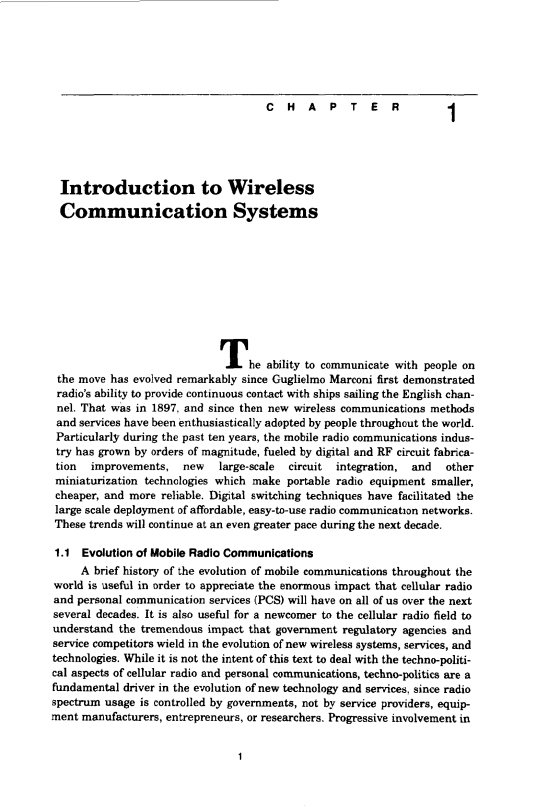 CHAPTER 1
Introduction to Wireless
Communication Systems
The ability to communicate with people on
the move has evolved remarkably since Guglielmo Marconi first demonstrated
radio's ability to provide continuous contact with ships sailing the English chan-
nel. That was in 1897, and since then new wireless communications methods
and services have been enthusiastically adopted by people throughout the world.
Particularly during the past ten years, the mobile radio communications indus-
try has grown by orders of magnitude, fueled by digital and RF circuit fabrica-
tion improvements, new large-scale circuit integration, and other
miniaturization technologies which make portable radio equipment smaller,
cheaper, and more reliable. Digital switching techniques have facilitated the
large scale deployment of affordable, easy-to-use radio communication networks.
These trends will continue at an even greater pace during the next decade.
1.1 Evolution of Mobile Radio Communications
A brief history of the evolution of mobile communications throughout the
world is useful in order to appreciate the enormous impact that cellular radio
and personal communication services (PCS) will have on all of us over the next
several decades. It is also useful for a newcomer to the cellular radio field to
understand the tremendous impact that government regulatory agencies and
service competitors wield in the evolution of new wireless systems, services, and
technologies. While it is not the intent of this text to deal with the techno-politi-
cal aspects of cellular radio and personal communications, techno-politics are a
fundamental driver in the evolution of new technology and services, since radio
spectrum usage is controlled by governments, not by service providers, equip-
ment manufacturers, entrepreneurs, or researchers. Progressive involvement in
1